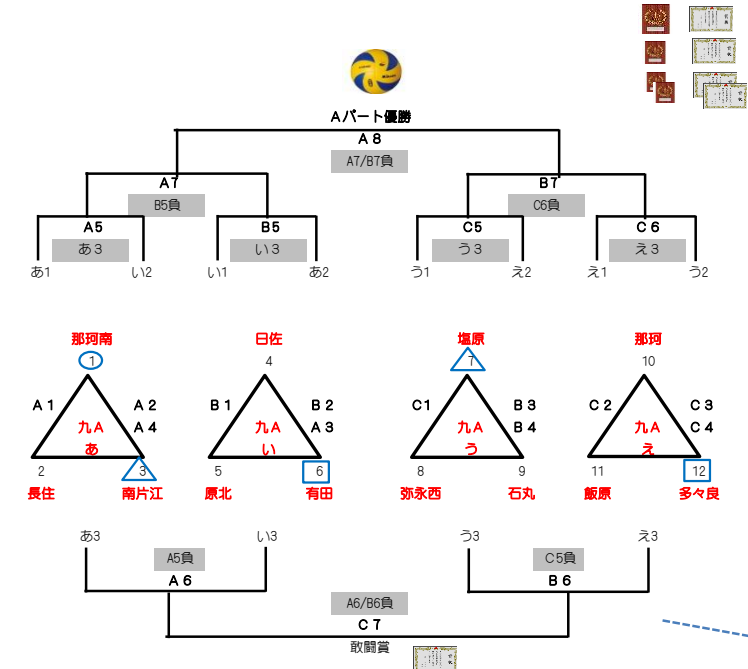 Aパート優勝
A8
A7/B7負
A7
B7
B5負
C6負
A5
B5
C5
C6
あ3
い3
う3
え3
あ1
い2
い1
あ2
う1
え2
え1
う2
那珂南
日佐
塩原
那珂
1
4
7
10
A1
A2
B1
B2
C1
B3
C2
C3
九A
A4
九A
A3
九A
B4
九A
C4
あ
い
う
え
2
3
5
6
8
9
11
12
長住
南片江
原北
有田
弥永西
石丸
飯原
多々良
あ3
い3
う3
え3
A5負
C5負
A6
B6
A6/B6負
C7
敢闘賞